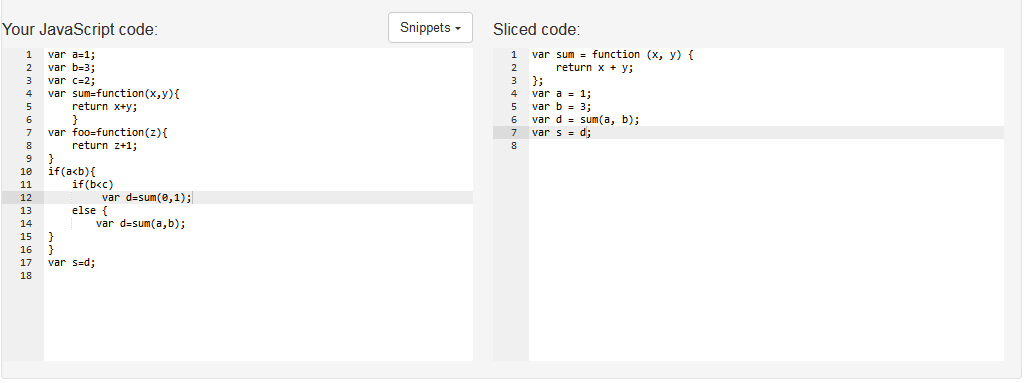 Your JavaScript code:
Snippets
1 var a=1;
2 var b=3;
3 var c=2;
4 var sum=function(x,y){
5 return x+y;
6 }
7 var foo=function(z){
8 return z+1;
9 }
10 if(a<b){
11 if(b<c)
12 var d=sum(0,1);
13 else {
14 var d=sum(a,b);
15 }
16 }
17 var s=d;
18
Sliced code:
1 var sum = function (x, y) {
2 return x + y;
3 };
4 var a = 1;
5 var b = 3;
6 var d = sum(a, b);
7 var s = d;
8